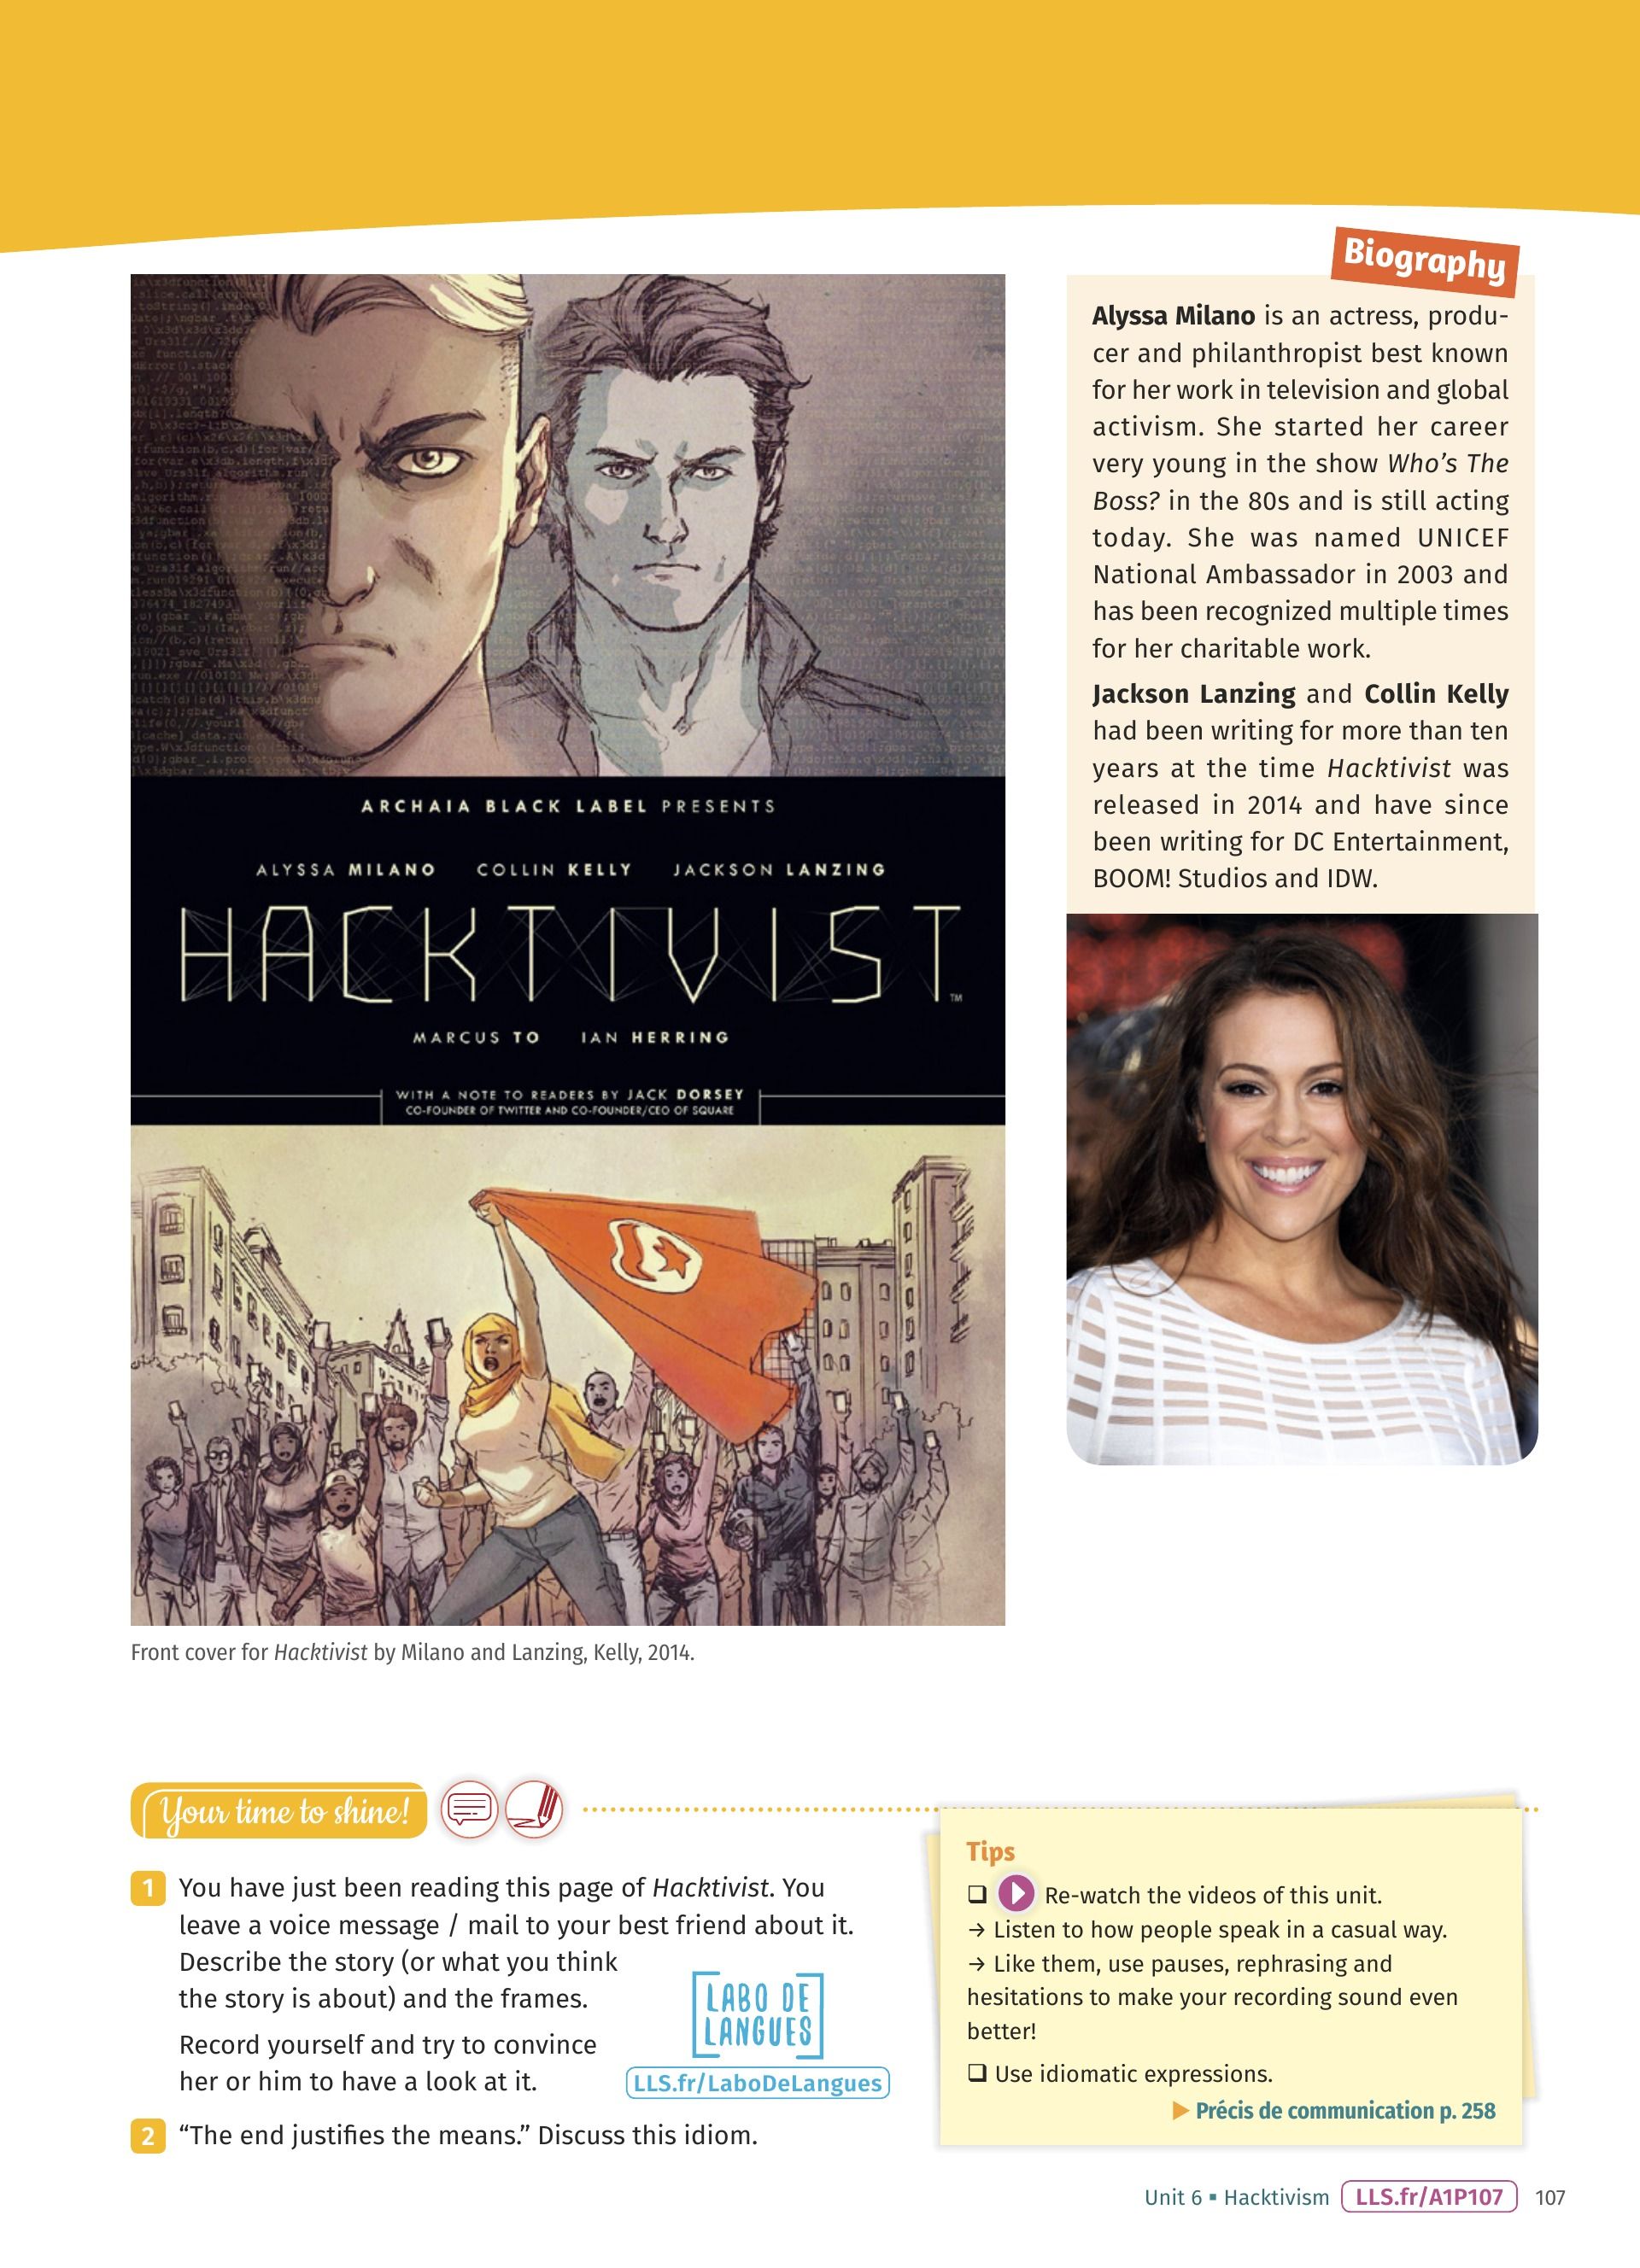 Biography
Alyssa Milano is an actress, produ-
cer and philanthropist best known
for her work in television and global
activism. She started her career
very young in the show Who’s The
Boss? in the 80s and is still acting
today. She was named UNICEF
National Ambassador in 2003 and
has been recognized multiple times
for her charitable work.
Jackson Lanzing and Collin Kelly
had been writing for more than ten
years at the time Hacktivist was
released in 2014 and have since
been writing for DC Entertainment,
BOOM! Studios and IDW.
ARCHAIA BLACK LABEL PRESENTS
ALYSSA MILANO COLLIN KELLY JACKSON LANZING
HACKTIVIST™
MARCUS TO IAN HERRING
WITH A NOTE TO READERS BY JACK DORSEY
CO-FOUNDER OF TWITTER AND CO-FOUNDER/CEO OF SQUARE
Front cover for Hacktivist by Milano and Lanzing, Kelly, 2014.
Your time to shine!
1 You have just been reading this page of Hacktivist. You
leave a voice message / mail to your best friend about it.
Describe the story (or what you think
the story is about) and the frames.
Record yourself and try to convince
her or him to have a look at it.
LABO DE
LANGUES
LLS.fr/LaboDeLangues
2 “The end justifies the means.” Discuss this idiom.
Tips
❑ Re-watch the videos of this unit.
→ Listen to how people speak in a casual way.
→ Like them, use pauses, rephrasing and
hesitations to make your recording sound even
better!
❑ Use idiomatic expressions.
▶ Précis de communication p. 258
Unit 6 ▪ Hacktivism LLS.fr/A1P107 107